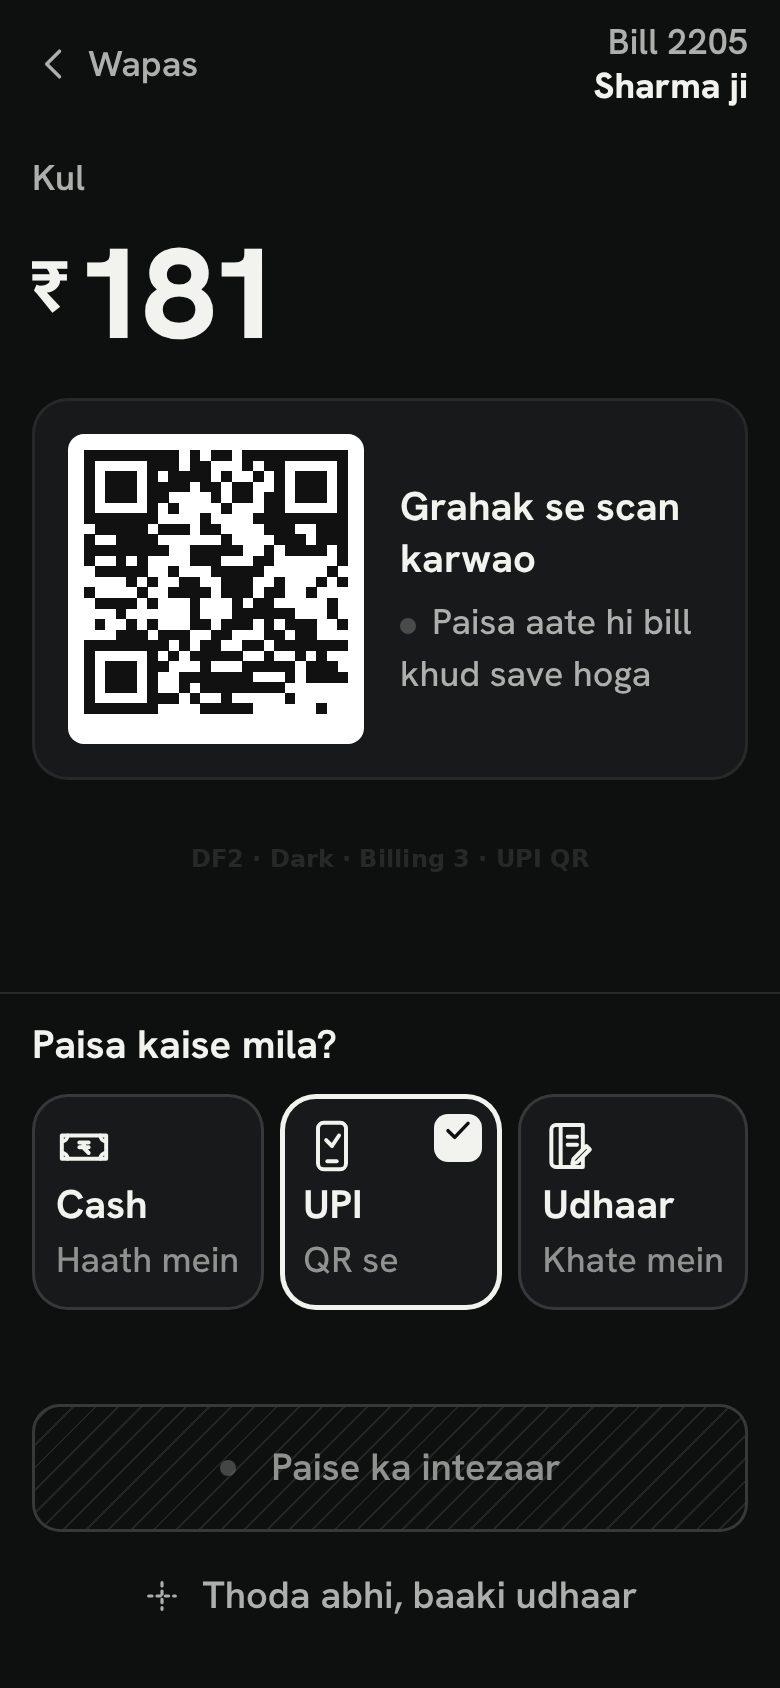 Wapas
Bill 2205
Sharma ji
Kul
₹181
Grahak se scan
karwao
Paisa aate hi bill
khud save hoga
DF2 · Dark · Billing 3 · UPI QR
Paisa kaise mila?
Cash
Haath mein
UPI
QR se
Udhaar
Khate mein
Paise ka intezaar
Thoda abhi, baaki udhaar